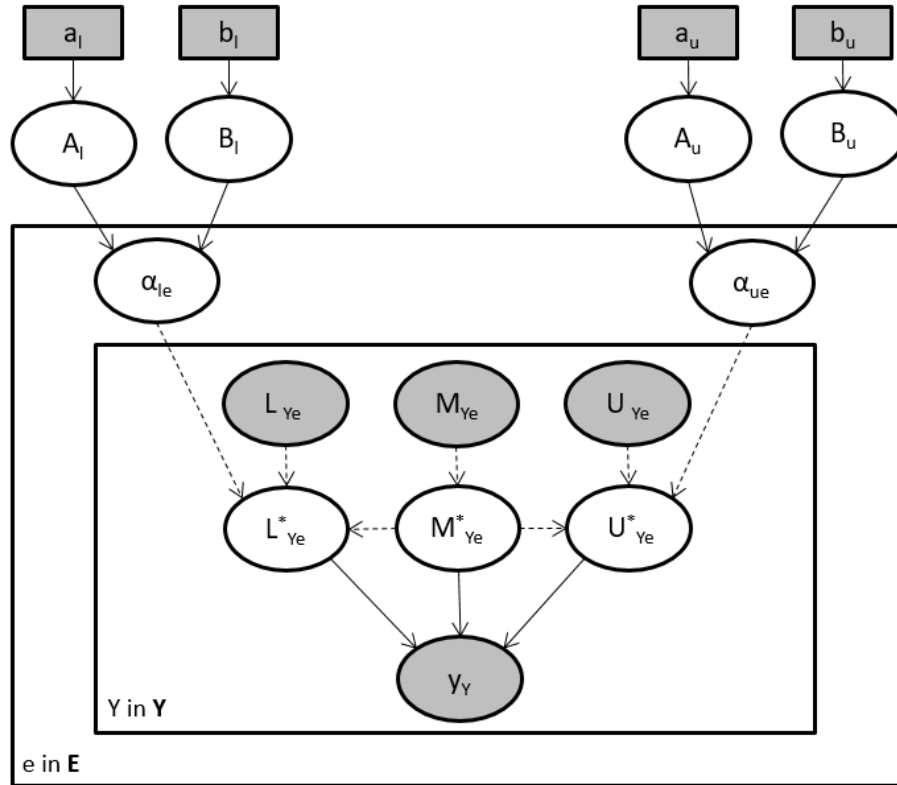 a_l b_l a_u b_u
A_l B_l A_u B_u
α_le α_ue
L_Ye M_Ye U_Ye
L*_Ye M*_Ye U*_Ye
y_Y
Y in Y
e in E